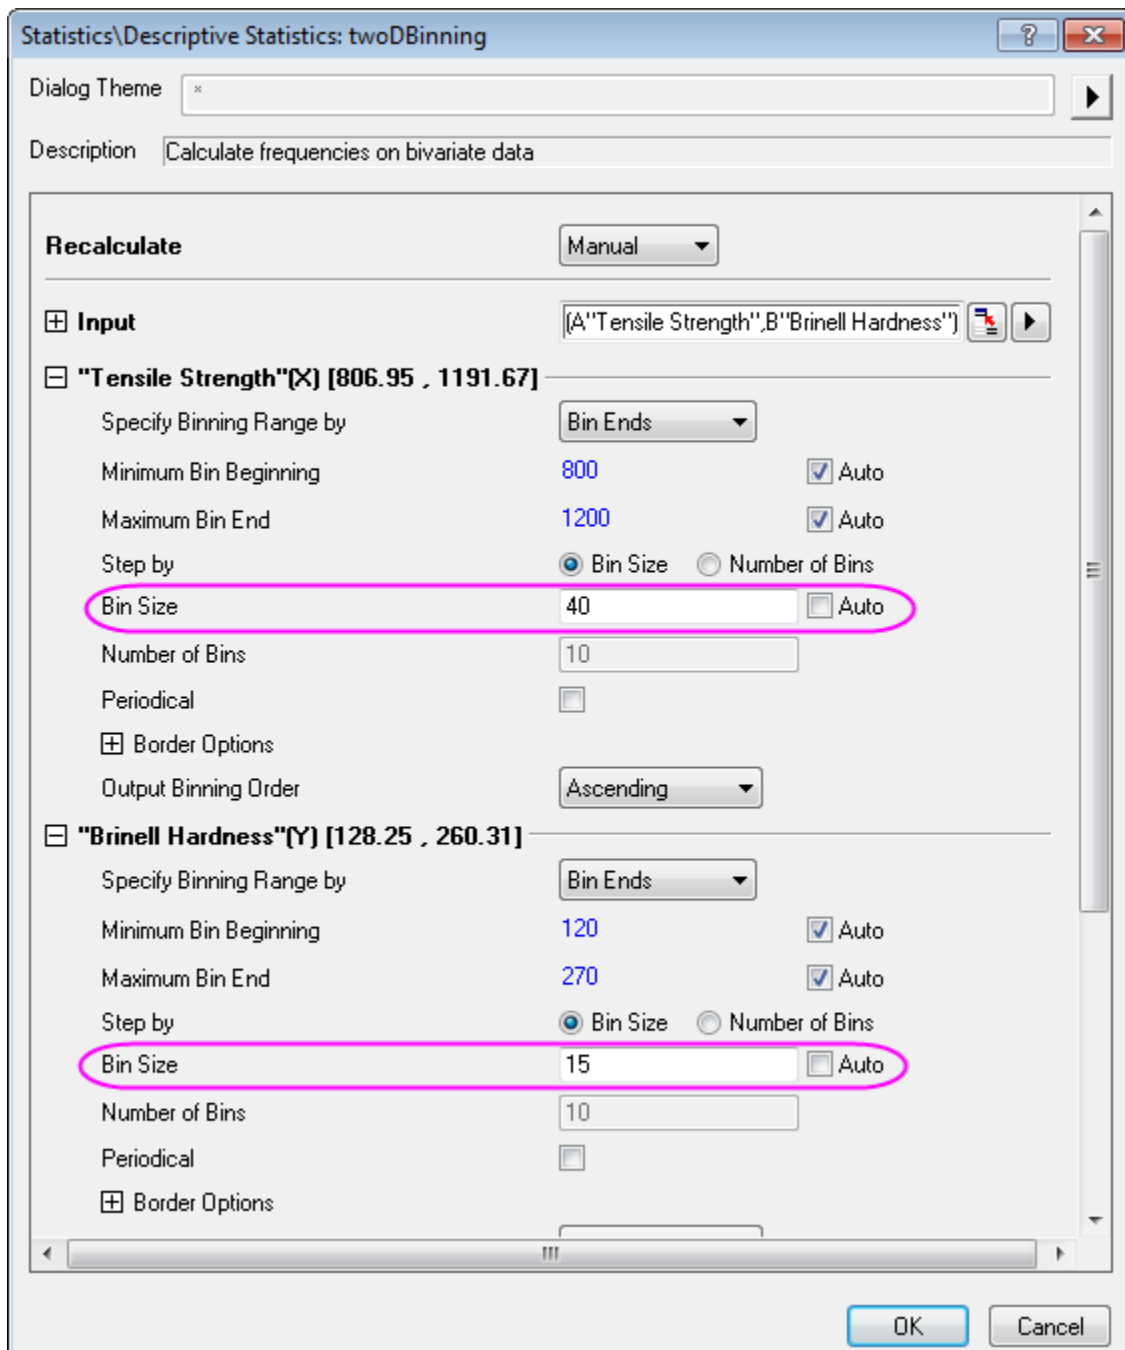 Statistics\Descriptive Statistics: twoDBinning
Dialog Theme *
Description Calculate frequencies on bivariate data
Recalculate Manual
Input (A"Tensile Strength",B"Brinell Hardness")
"Tensile Strength"(X) [806.95 , 1191.67]
Specify Binning Range by Bin Ends
Minimum Bin Beginning 800 Auto
Maximum Bin End 1200 Auto
Step by Bin Size Number of Bins
Bin Size 40 Auto
Number of Bins 10
Periodical
Border Options
Output Binning Order Ascending
"Brinell Hardness"(Y) [128.25 , 260.31]
Specify Binning Range by Bin Ends
Minimum Bin Beginning 120 Auto
Maximum Bin End 270 Auto
Step by Bin Size Number of Bins
Bin Size 15 Auto
Number of Bins 10
Periodical
Border Options
OK Cancel